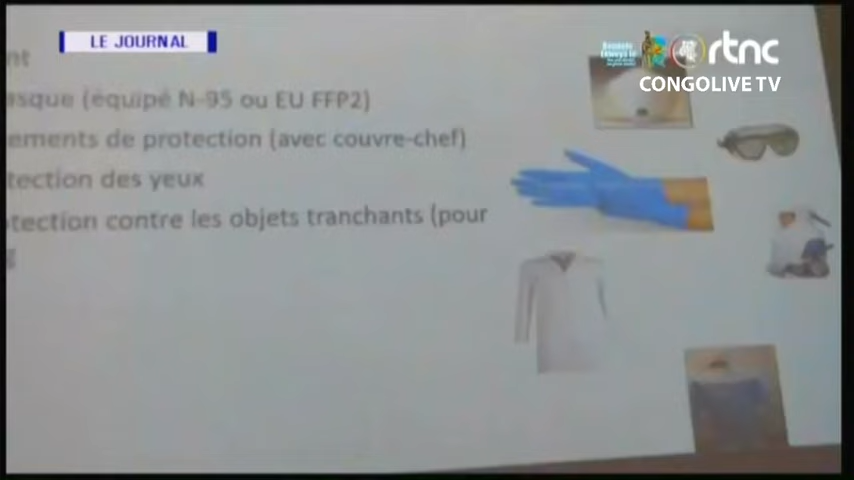 LE JOURNAL
rtnc
CONGOLIVE TV
nt
asque (équipé N-95 ou EU FFP2)
ements de protection (avec couvre-chef)
tection des yeux
otection contre les objets tranchants (pour